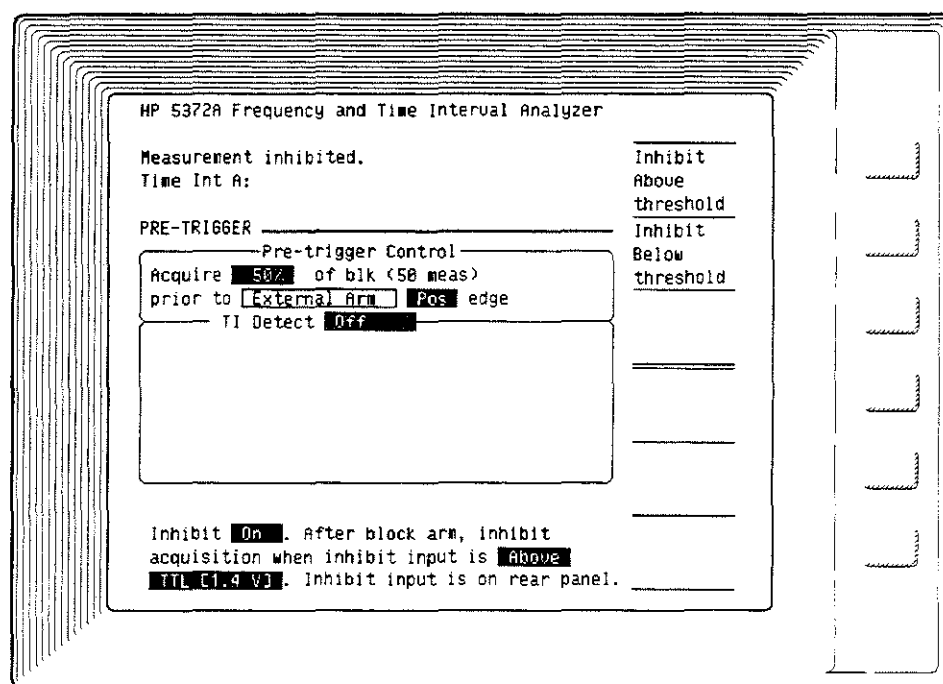 HP 5372A Frequency and Time Interval Analyzer
Measurement inhibited.
Time Int A:
PRE-TRIGGER
Pre-trigger Control
Acquire 50% of blk (50 meas)
prior to External Arm Pos edge
TI Detect Off
Inhibit On . After block arm, inhibit
acquisition when inhibit input is Above
TTL [1.4 V] . Inhibit input is on rear panel.
Inhibit
Above
threshold
Inhibit
Below
threshold